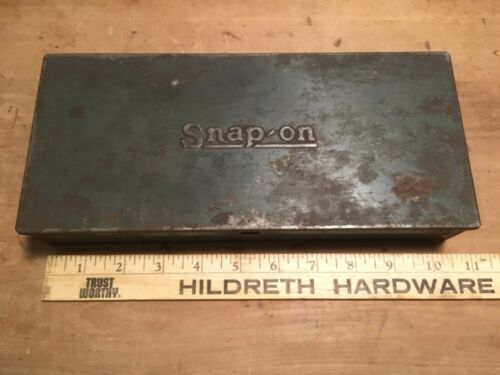 Snap-on
1 2 3 4 5 6 7 8 9 10 11
TRUST WORTHY® HILDRETH HARDWARE